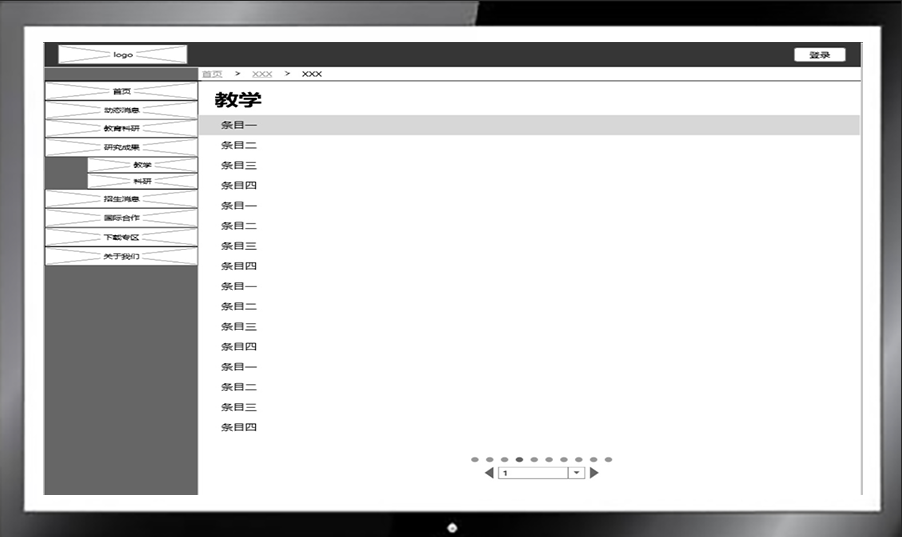 logo
登录
首页 > XXX > XXX
首页
动态消息
教育科研
研究成果
教学
科研
招生消息
国际合作
下载专区
关于我们
教学
条目一
条目二
条目三
条目四
条目一
条目二
条目三
条目四
条目一
条目二
条目三
条目四
条目一
条目二
条目三
条目四
1